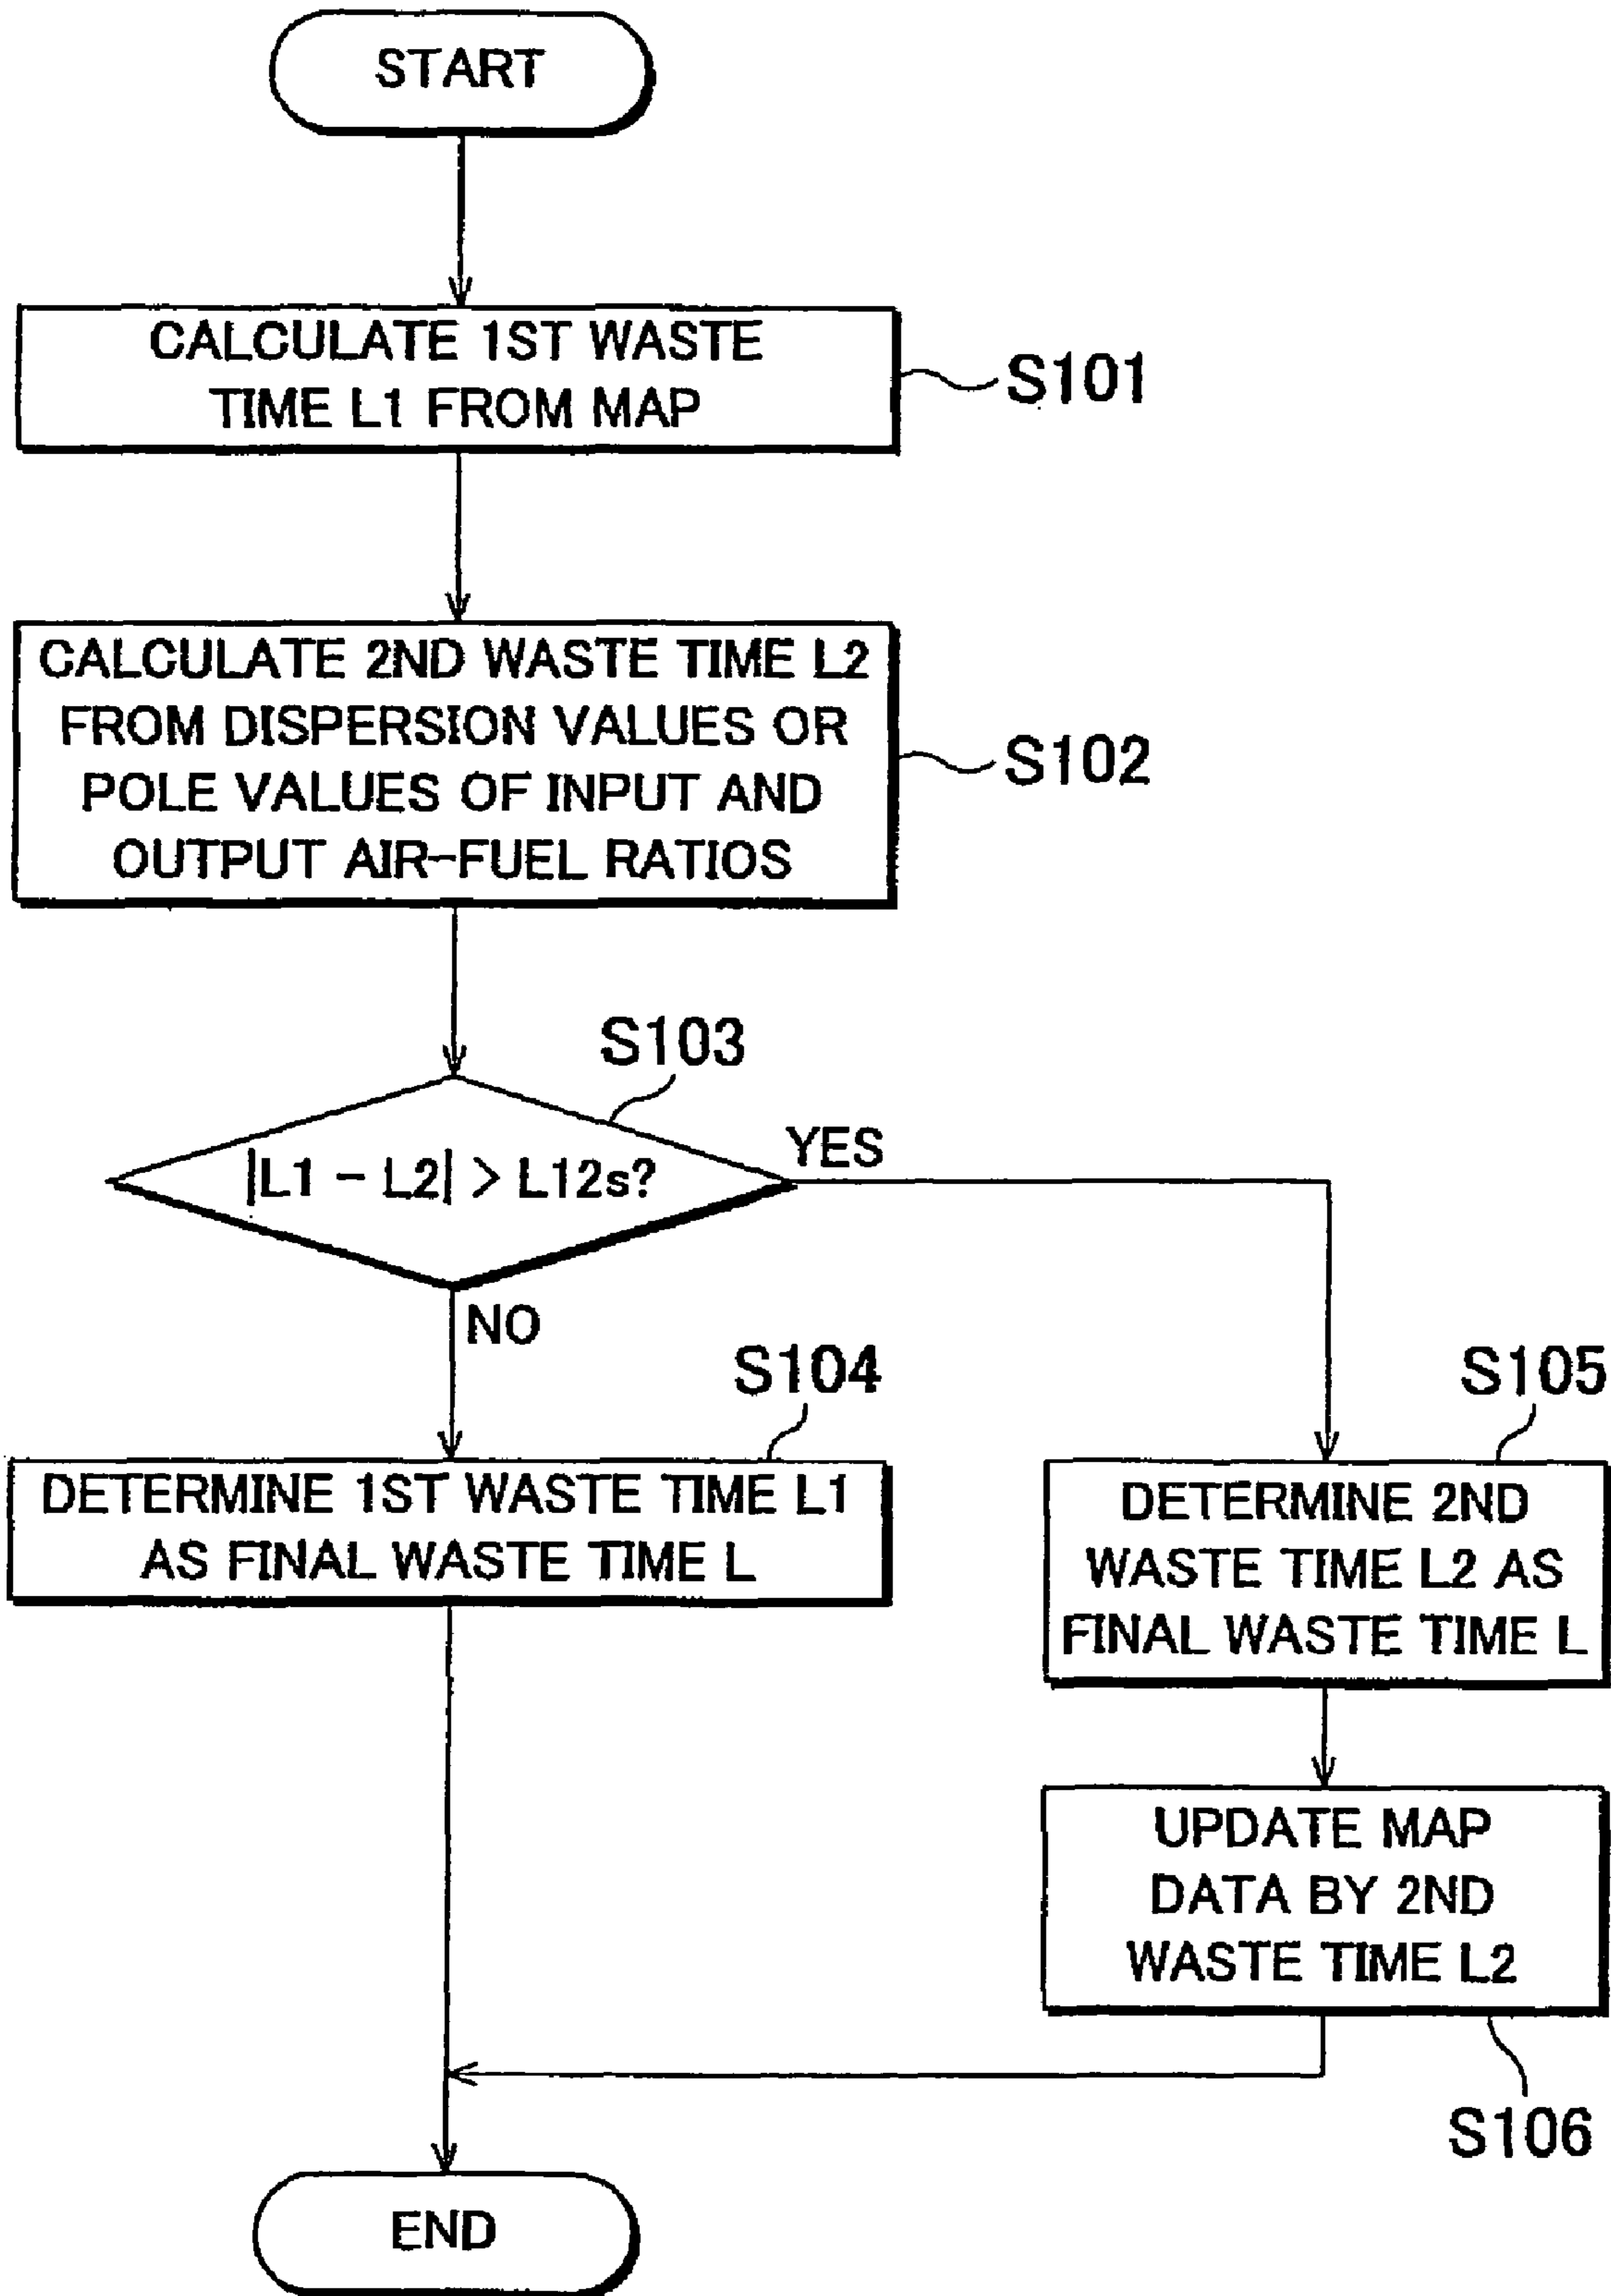 START
CALCULATE 1ST WASTE
TIME L1 FROM MAP
S101
CALCULATE 2ND WASTE TIME L2
FROM DISPERSION VALUES OR
POLE VALUES OF INPUT AND
OUTPUT AIR-FUEL RATIOS
S102
S103
|L1 - L2| > L12s?
YES
NO
S104
DETERMINE 1ST WASTE TIME L1
AS FINAL WASTE TIME L
S105
DETERMINE 2ND
WASTE TIME L2 AS
FINAL WASTE TIME L
UPDATE MAP
DATA BY 2ND
WASTE TIME L2
S106
END